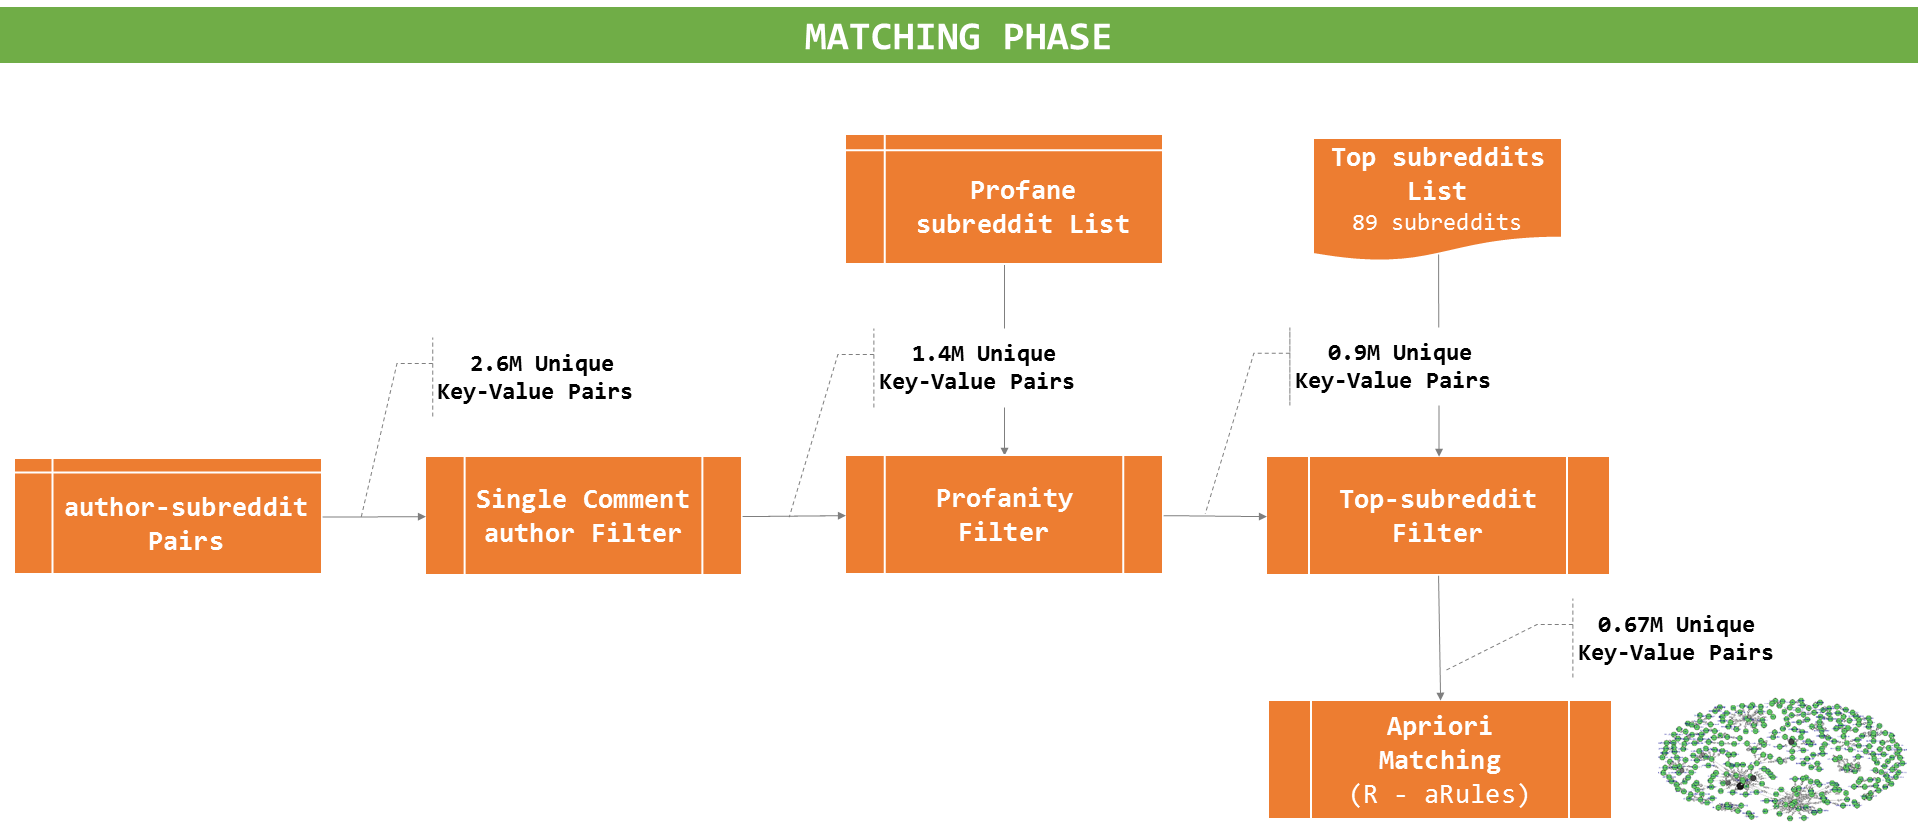 MATCHING PHASE
Profane
subreddit List
Top subreddits
List
89 subreddits
2.6M Unique
Key-Value Pairs
1.4M Unique
Key-Value Pairs
0.9M Unique
Key-Value Pairs
author-subreddit
Pairs
Single Comment
author Filter
Profanity
Filter
Top-subreddit
Filter
0.67M Unique
Key-Value Pairs
Apriori
Matching
(R - aRules)